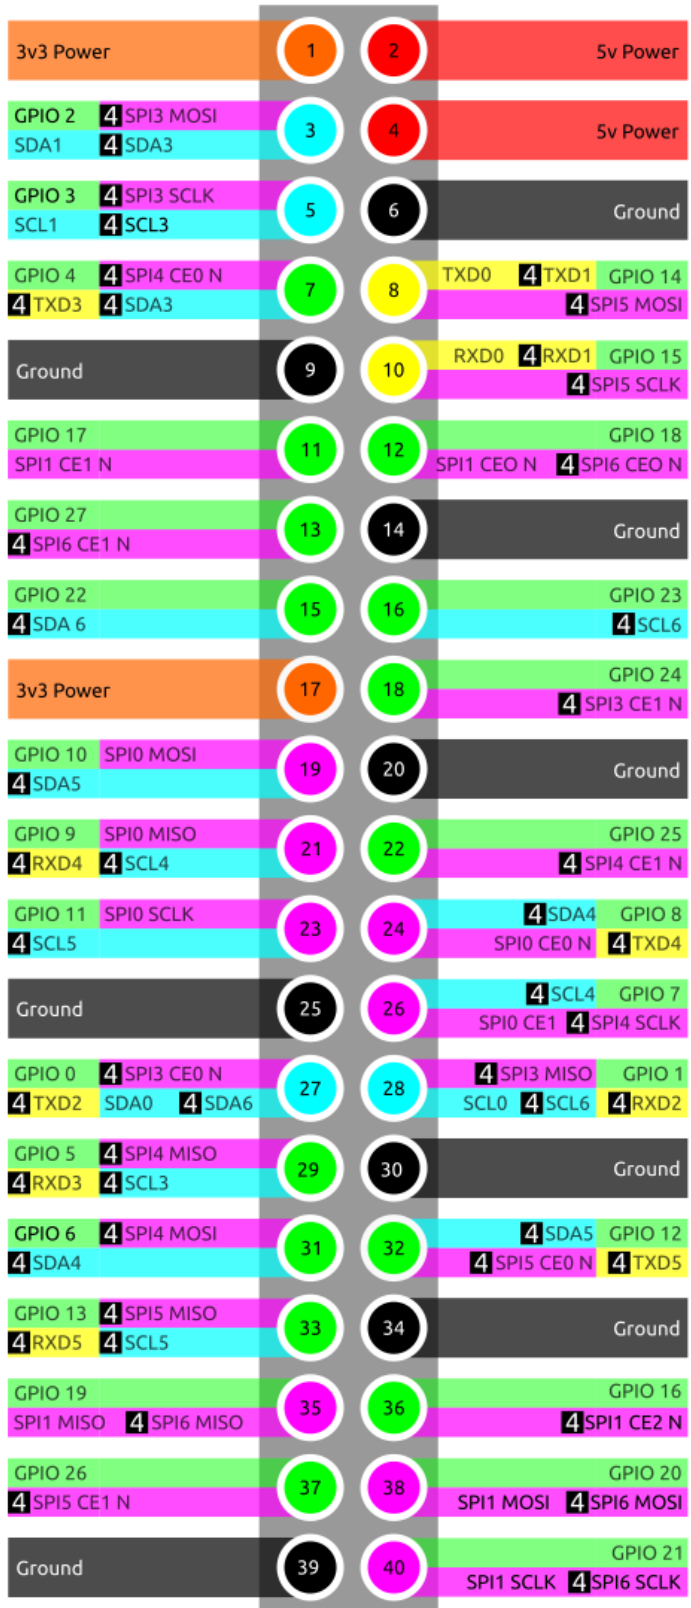 3v3 Power 1 2 5v Power
GPIO 2 4 SPI3 MOSI
SDA1 4 SDA3
3 4 5v Power
GPIO 3 4 SPI3 SCLK
SCL1 4 SCL3
5 6 Ground
GPIO 4 4 SPI4 CE0 N
4 TXD3 4 SDA3
7 8
TXD0 4 TXD1 GPIO 14
4 SPI5 MOSI
Ground 9 10
RXD0 4 RXD1 GPIO 15
4 SPI5 SCLK
GPIO 17
SPI1 CE1 N
11 12
GPIO 18
SPI1 CEO N 4 SPI6 CEO N
GPIO 27
4 SPI6 CE1 N
13 14 Ground
GPIO 22
4 SDA 6
15 16
GPIO 23
4 SCL6
3v3 Power 17 18
GPIO 24
4 SPI3 CE1 N
GPIO 10 SPI0 MOSI
4 SDA5
19 20 Ground
GPIO 9 SPI0 MISO
4 RXD4 4 SCL4
21 22
GPIO 25
4 SPI4 CE1 N
GPIO 11 SPI0 SCLK
4 SCL5
23 24
4 SDA4 GPIO 8
SPI0 CE0 N 4 TXD4
Ground 25 26
4 SCL4 GPIO 7
SPI0 CE1 4 SPI4 SCLK
GPIO 0 4 SPI3 CE0 N
4 TXD2 SDA0 4 SDA6
27 28
4 SPI3 MISO GPIO 1
SCL0 4 SCL6 4 RXD2
GPIO 5 4 SPI4 MISO
4 RXD3 4 SCL3
29 30 Ground
GPIO 6 4 SPI4 MOSI
4 SDA4
31 32
4 SDA5 GPIO 12
4 SPI5 CE0 N 4 TXD5
GPIO 13 4 SPI5 MISO
4 RXD5 4 SCL5
33 34 Ground
GPIO 19
SPI1 MISO 4 SPI6 MISO
35 36
GPIO 16
4 SPI1 CE2 N
GPIO 26
4 SPI5 CE1 N
37 38
GPIO 20
SPI1 MOSI 4 SPI6 MOSI
Ground 39 40
GPIO 21
SPI1 SCLK 4 SPI6 SCLK